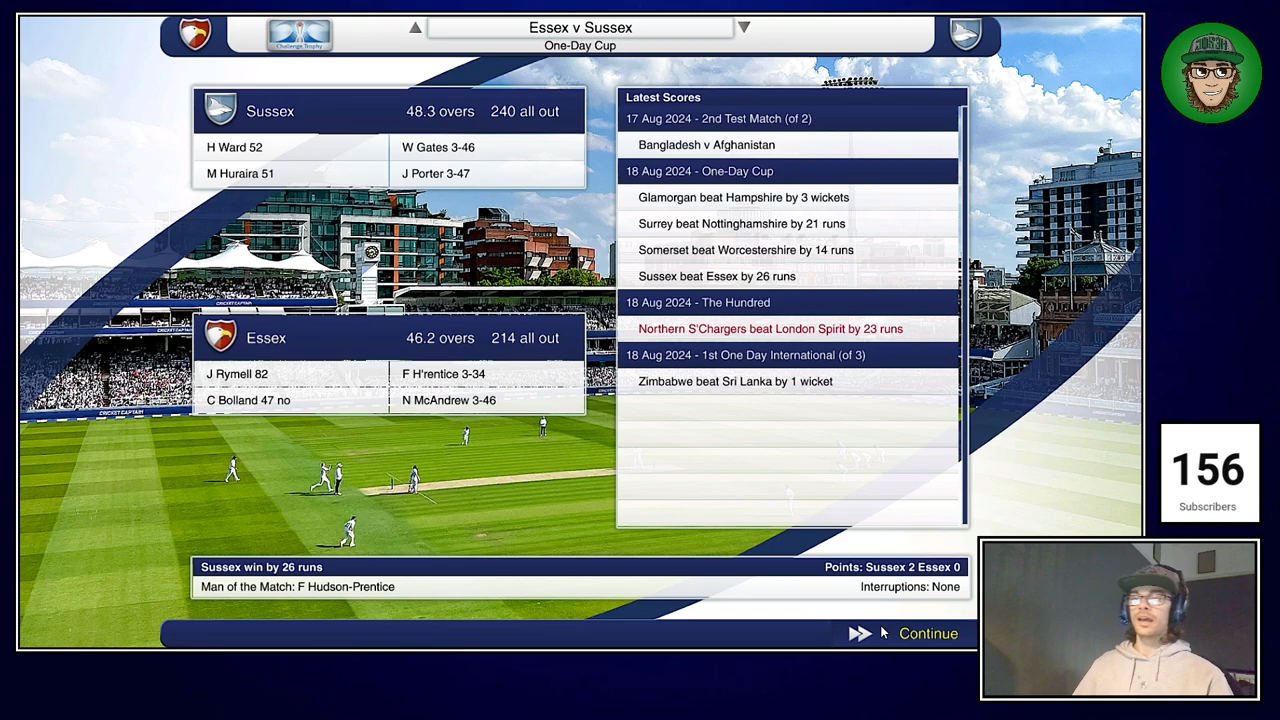 Essex v Sussex
One-Day Cup
Challenge Trophy
Sussex 48.3 overs 240 all out
H Ward 52 W Gates 3-46
M Huraira 51 J Porter 3-47
Essex 46.2 overs 214 all out
J Rymell 82 F H'rentice 3-34
C Bolland 47 no N McAndrew 3-46
Latest Scores
17 Aug 2024 - 2nd Test Match (of 2)
Bangladesh v Afghanistan
18 Aug 2024 - One-Day Cup
Glamorgan beat Hampshire by 3 wickets
Surrey beat Nottinghamshire by 21 runs
Somerset beat Worcestershire by 14 runs
Sussex beat Essex by 26 runs
18 Aug 2024 - The Hundred
Northern S'Chargers beat London Spirit by 23 runs
18 Aug 2024 - 1st One Day International (of 3)
Zimbabwe beat Sri Lanka by 1 wicket
CRICKET CAPTAIN
CRICKET CAPTAIN
Sussex win by 26 runs Points: Sussex 2 Essex 0
Man of the Match: F Hudson-Prentice Interruptions: None
Continue
156
Subscribers